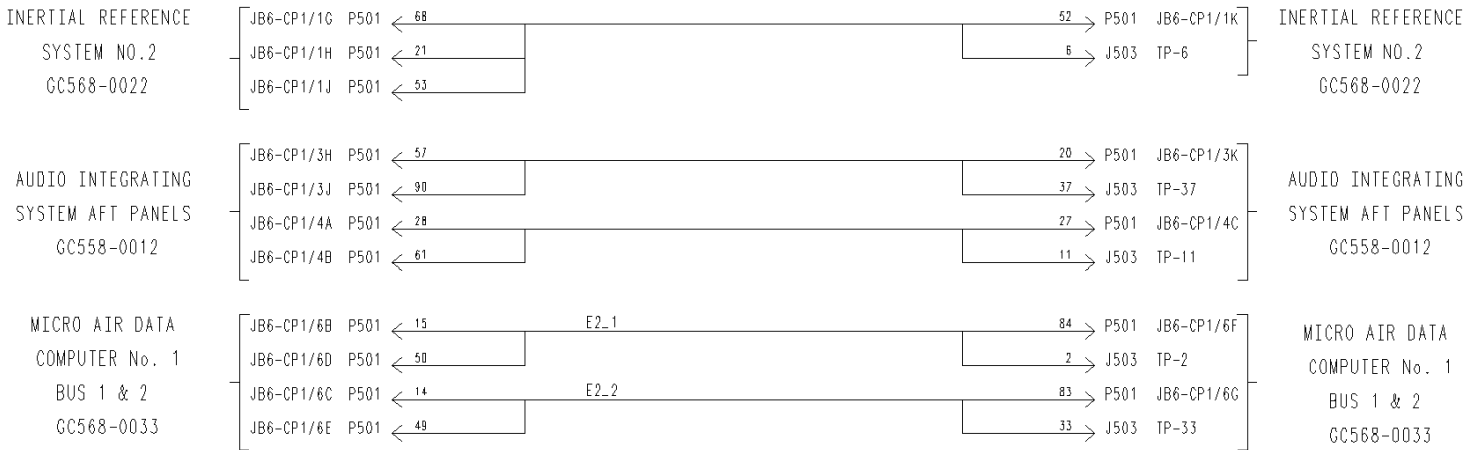 INERTIAL REFERENCE
SYSTEM NO.2
GC568-0022
JB6-CP1/1G P501 68
JB6-CP1/1H P501 21
JB6-CP1/1J P501 53
52 P501 JB6-CP1/1K
6 J503 TP-6
INERTIAL REFERENCE
SYSTEM NO.2
GC568-0022
AUDIO INTEGRATING
SYSTEM AFT PANELS
GC558-0012
JB6-CP1/3H P501 57
JB6-CP1/3J P501 90
JB6-CP1/4A P501 28
JB6-CP1/4B P501 61
20 P501 JB6-CP1/3K
37 J503 TP-37
27 P501 JB6-CP1/4C
11 J503 TP-11
AUDIO INTEGRATING
SYSTEM AFT PANELS
GC558-0012
MICRO AIR DATA
COMPUTER No. 1
BUS 1 & 2
GC568-0033
JB6-CP1/6B P501 15
JB6-CP1/6D P501 50
JB6-CP1/6C P501 14
JB6-CP1/6E P501 49
E2_1
E2_2
84 P501 JB6-CP1/6F
2 J503 TP-2
83 P501 JB6-CP1/6G
33 J503 TP-33
MICRO AIR DATA
COMPUTER No. 1
BUS 1 & 2
GC568-0033